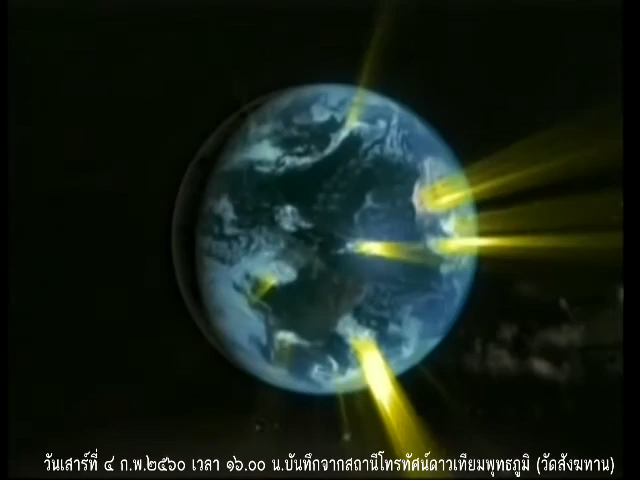 วันเสาร์ที่ ๔ ก.พ.๒๕๖๐ เวลา ๑๖.๐๐ น.บันทึกจากสถานีโทรทัศน์ดาวเทียมพุทธภูมิ (วัดสังฆทาน)